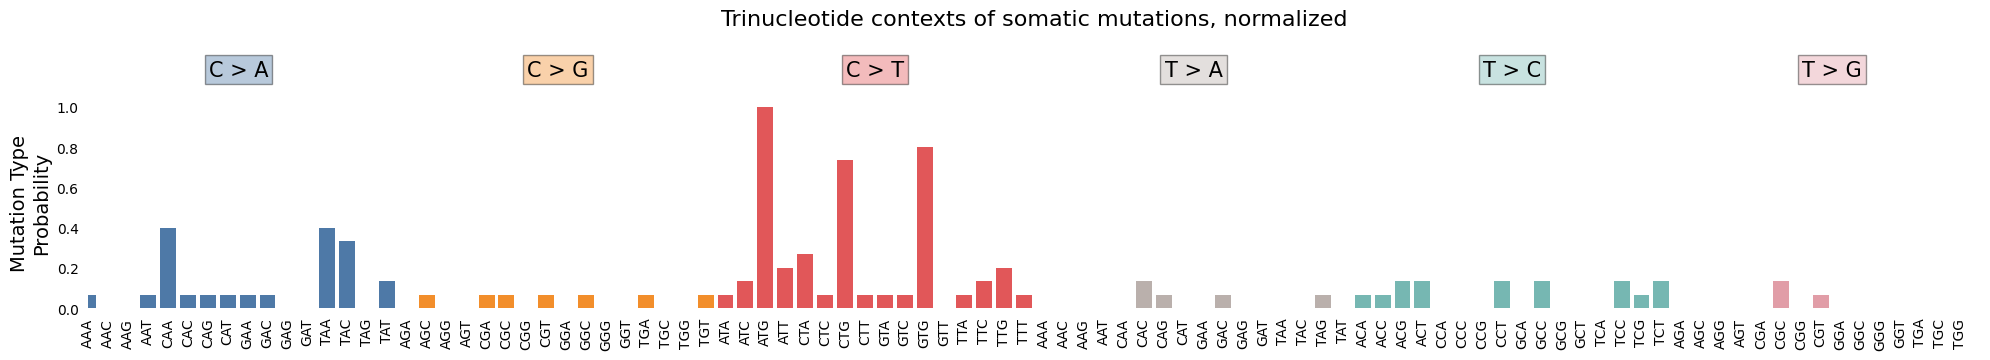 Trinucleotide contexts of somatic mutations, normalized
C > A C > G C > T T > A T > C T > G
Mutation Type
Probability
1.0
0.8
0.6
0.4
0.2
0.0
AAA AAC AAG AAT CAA CAC CAG CAT GAA GAC GAG GAT TAA TAC TAG TAT AGA AGC AGG AGT CGA CGC CGG CGT GGA GGC GGG GGT TGA TGC TGG TGT ATA ATC ATG ATT CTA CTC CTG CTT GTA GTC GTG GTT TTA TTC TTG TTT AAA AAC AAG AAT CAA CAC CAG CAT GAA GAC GAG GAT TAA TAC TAG TAT ACA ACC ACG ACT CCA CCC CCG CCT GCA GCC GCG GCT TCA TCC TCG TCT AGA AGC AGG AGT CGA CGC CGG CGT GGA GGC GGG GGT TGA TGC TGG